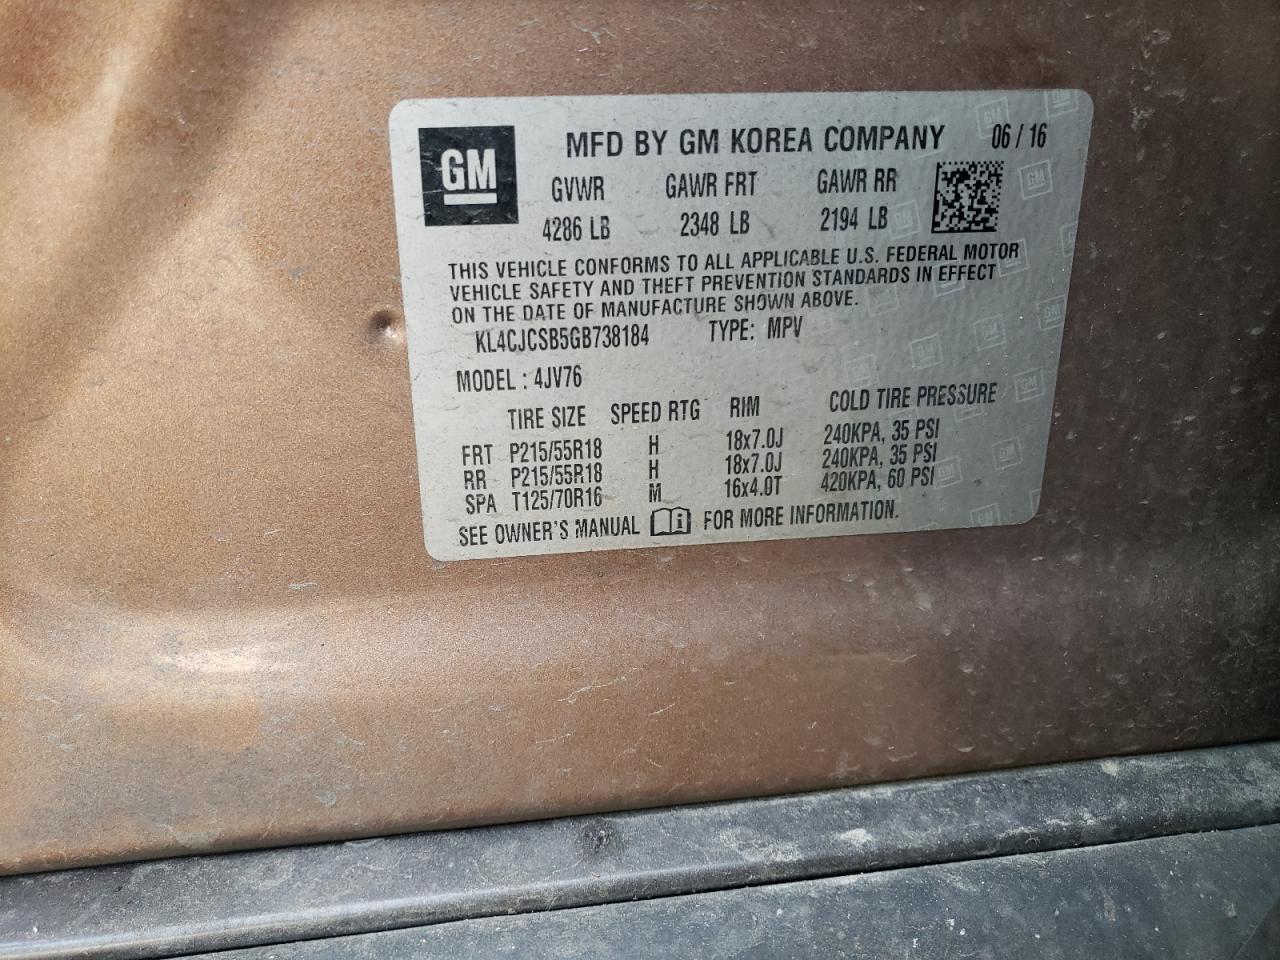 GM MFD BY GM KOREA COMPANY 06 / 16
GVWR GAWR FRT GAWR RR
4286 LB 2348 LB 2194 LB
THIS VEHICLE CONFORMS TO ALL APPLICABLE U.S. FEDERAL MOTOR
VEHICLE SAFETY AND THEFT PREVENTION STANDARDS IN EFFECT
ON THE DATE OF MANUFACTURE SHOWN ABOVE.
KL4CJCSB5GB738184 TYPE: MPV
MODEL : 4JV76
TIRE SIZE SPEED RTG RIM COLD TIRE PRESSURE
FRT P215/55R18 H 18x7.0J 240KPA, 35 PSI
RR P215/55R18 H 18x7.0J 240KPA, 35 PSI
SPA T125/70R16 M 16x4.0T 420KPA, 60 PSI
SEE OWNER'S MANUAL i FOR MORE INFORMATION.